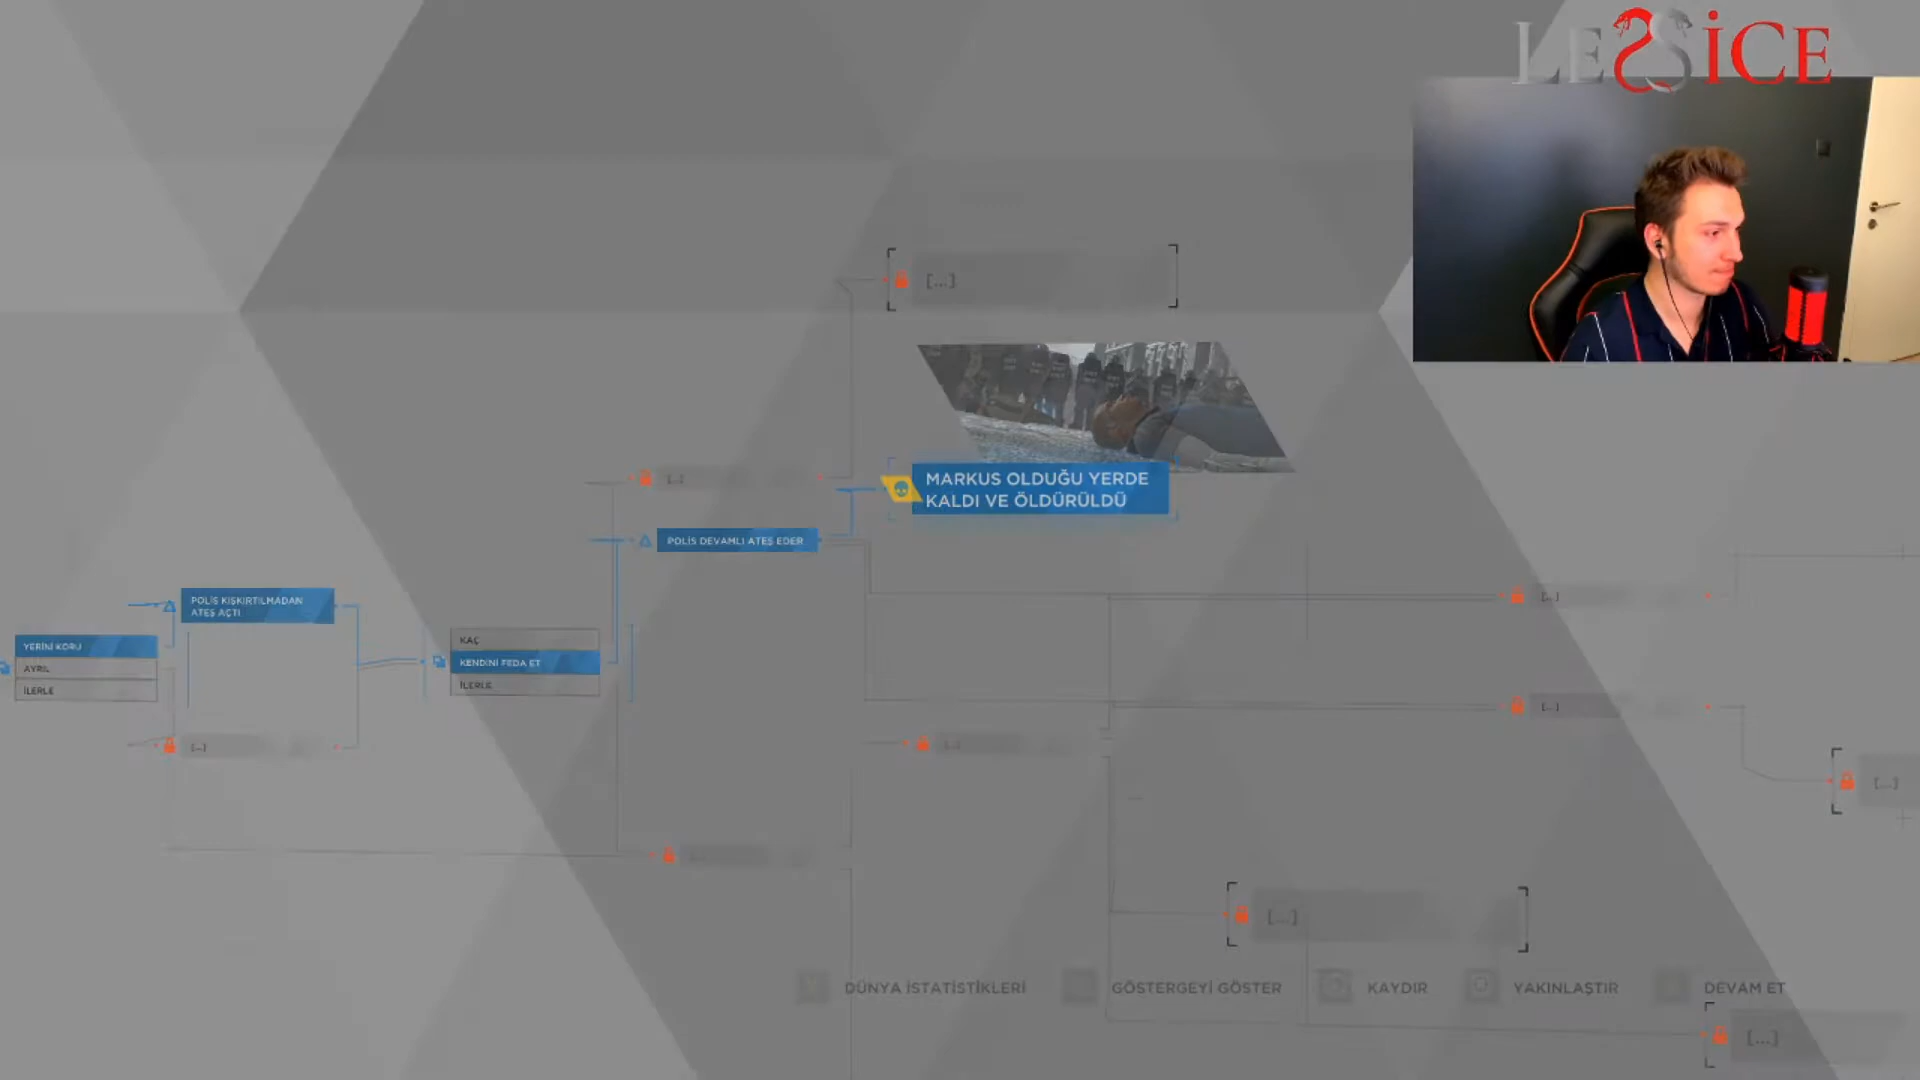 LESSİCE
[...]
MARKUS OLDUĞU YERDE
KALDI VE ÖLDÜRÜLDÜ
[...]
POLİS DEVAMLI ATEŞ EDER
POLİS KIŞKIRTILMADAN
ATEŞ AÇTI
[...]
YERİNİ KORU
AYRIL
İLERLE
KAÇ
KENDİNİ FEDA ET
İLERLE
[...]
[...]
[...]
[...]
[...]
[...]
DÜNYA İSTATİSTİKLERİ
GÖSTERGEYİ GÖSTER
KAYDIR
YAKINLAŞTIR
DEVAM ET
[...]